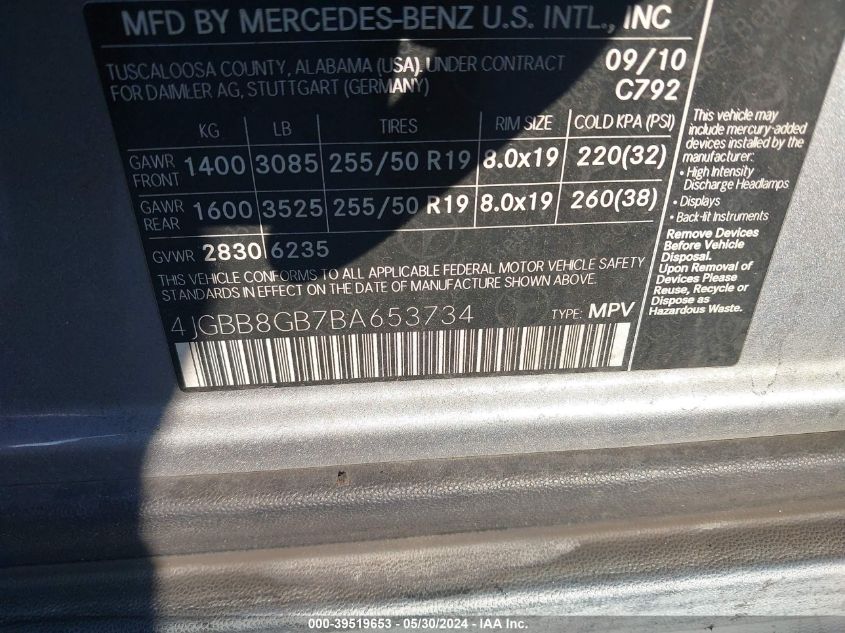 MFD BY MERCEDES-BENZ U.S. INTL., INC
TUSCALOOSA COUNTY, ALABAMA (USA), UNDER CONTRACT
FOR DAIMLER AG, STUTTGART (GERMANY)
09/10
C792
KG LB TIRES RIM SIZE COLD KPA (PSI)
GAWR FRONT 1400 3085 255/50 R19 8.0x19 220(32)
GAWR REAR 1600 3525 255/50 R19 8.0x19 260(38)
GVWR 2830 6235
THIS VEHICLE CONFORMS TO ALL APPLICABLE FEDERAL MOTOR VEHICLE SAFETY
STANDARDS IN EFFECT ON THE DATE OF MANUFACTURE SHOWN ABOVE.
4JGBB8GB7BA653734 TYPE: MPV
This vehicle may
include mercury-added
devices installed by the
manufacturer:
• High Intensity
Discharge Headlamps
• Displays
• Back-lit Instruments
Remove Devices
Before Vehicle
Disposal.
Upon Removal of
Devices Please
Reuse, Recycle or
Dispose as
Hazardous Waste.
000-39519653 - 05/30/2024 - IAA Inc.